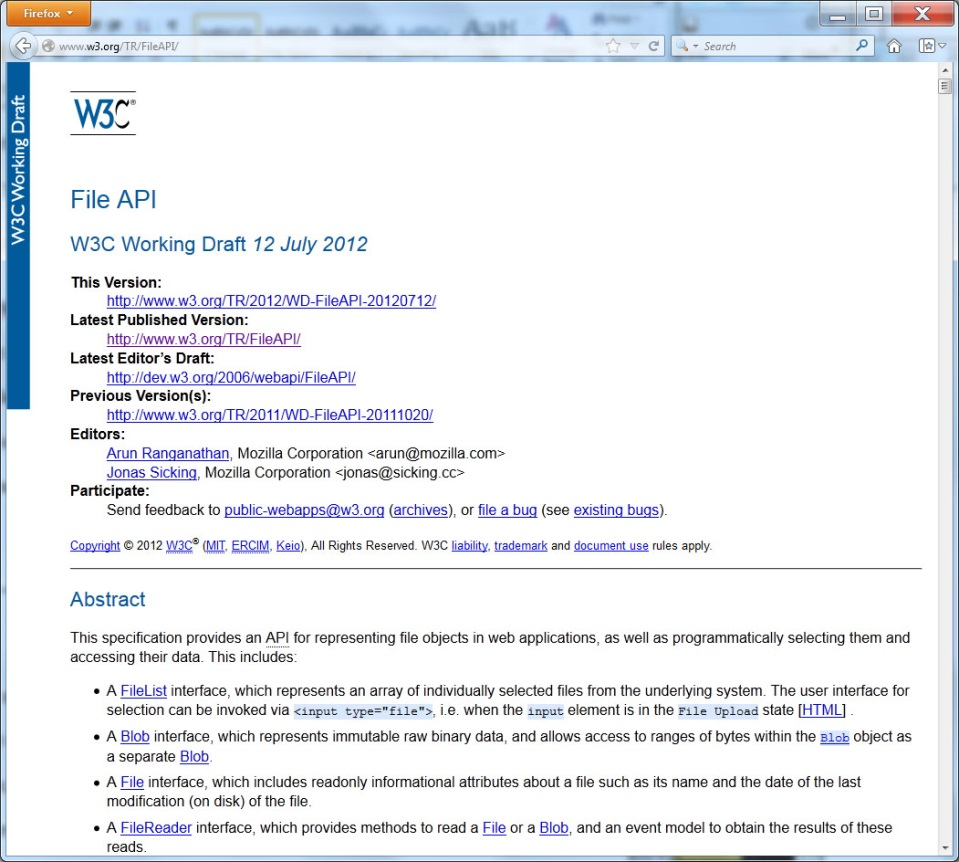 Firefox
www.w3.org/TR/FileAPI/
Search
W3C Working Draft
W3C®
File API
W3C Working Draft 12 July 2012
This Version:
http://www.w3.org/TR/2012/WD-FileAPI-20120712/
Latest Published Version:
http://www.w3.org/TR/FileAPI/
Latest Editor’s Draft:
http://dev.w3.org/2006/webapi/FileAPI/
Previous Version(s):
http://www.w3.org/TR/2011/WD-FileAPI-20111020/
Editors:
Arun Ranganathan, Mozilla Corporation <arun@mozilla.com>
Jonas Sicking, Mozilla Corporation <jonas@sicking.cc>
Participate:
Send feedback to public-webapps@w3.org (archives), or file a bug (see existing bugs).
Copyright © 2012 W3C® (MIT, ERCIM, Keio), All Rights Reserved. W3C liability, trademark and document use rules apply.
Abstract
This specification provides an API for representing file objects in web applications, as well as programmatically selecting them and
accessing their data. This includes:
• A FileList interface, which represents an array of individually selected files from the underlying system. The user interface for
selection can be invoked via <input type="file">, i.e. when the input element is in the File Upload state [HTML] .
• A Blob interface, which represents immutable raw binary data, and allows access to ranges of bytes within the Blob object as
a separate Blob.
• A File interface, which includes readonly informational attributes about a file such as its name and the date of the last
modification (on disk) of the file.
• A FileReader interface, which provides methods to read a File or a Blob, and an event model to obtain the results of these
reads.